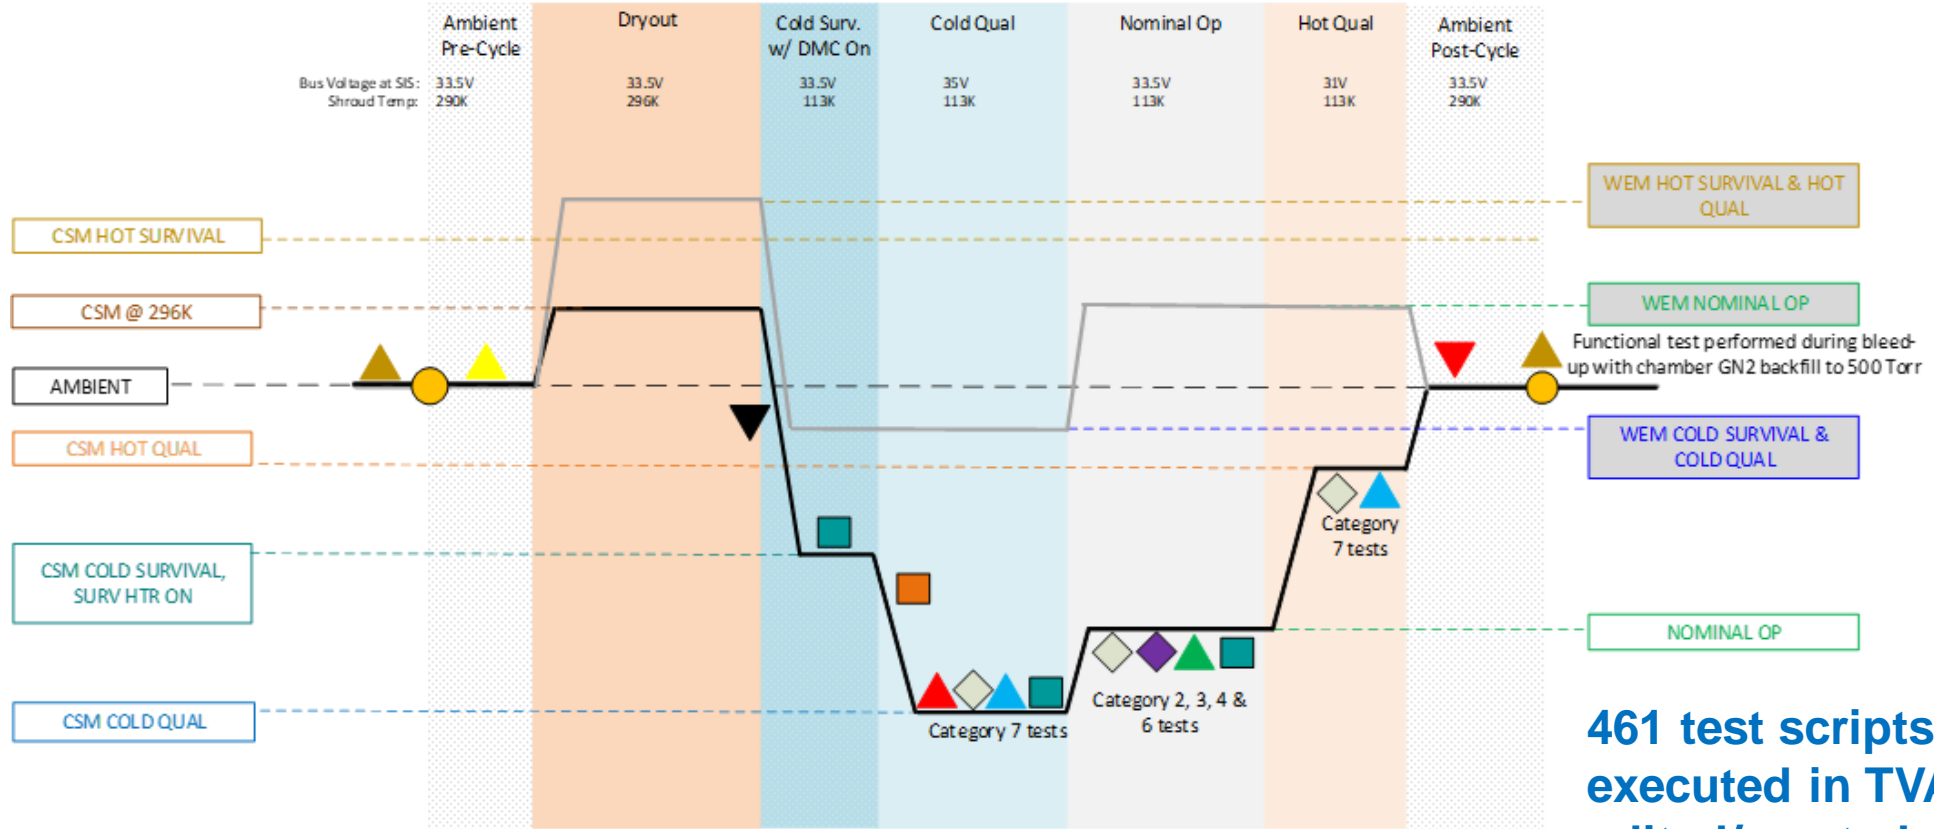 Ambient
Pre-Cycle
Dryout
Cold Surv.
w/ DMC On
Cold Qual
Nominal Op
Hot Qual
Ambient
Post-Cycle
Bus Voltage at SIS: 33.5V 33.5V 33.5V 35V 33.5V 31V 33.5V
Shroud Temp: 290K 296K 113K 113K 113K 113K 290K
WEM HOT SURVIVAL & HOT
QUAL
CSM HOT SURVIVAL
CSM @ 296K
WEM NOMINAL OP
Functional test performed during bleed-
up with chamber GN2 backfill to 500 Torr
AMBIENT
CSM HOT QUAL
WEM COLD SURVIVAL &
COLD QUAL
Category
7 tests
CSM COLD SURVIVAL,
SURV HTR ON
NOMINAL OP
CSM COLD QUAL
Category 7 tests
Category 2, 3, 4 &
6 tests
461 test scripts
executed in TVA